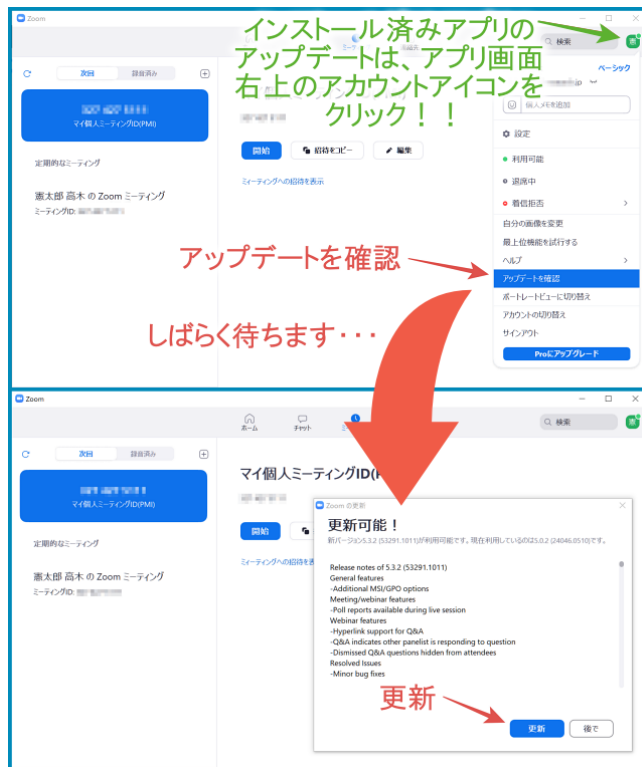 Zoom
インストール済みアプリの
アップデートは、アプリ画面
右上のアカウントアイコンを
クリック！！
検索
憲
次回
録音済み
ベーシック
マイ個人ミーティングID(PMI)
個人メモを追加
設定
開始
招待をコピー
編集
利用可能
定期的なミーティング
ミィーティングへの招待を表示
退席中
憲太郎 高木 の Zoom ミーティング
着信拒否
ミーティングID:
自分の画像を変更
最上位機能を試行する
ヘルプ
アップデートを確認
アップデートを確認
ポートレートビューに切り替え
アカウントの切り替え
しばらく待ちます・・・
サインアウト
Proにアップグレード
Zoom
ホーム
チャット
検索
憲
次回
録音済み
マイ個人ミーティングID(
マイ個人ミーティングID(PMI)
Zoom の更新
更新可能！
開始
新バージョン5.3.2 (53291.1011)が利用可能です。現在利用しているのは5.0.2 (24046.0510)です。
定期的なミーティング
ミィーティングへの招待を
Release notes of 5.3.2 (53291.1011)
General features
-Additional MSI/GPO options
憲太郎 高木 の Zoom ミーティング
Meeting/webinar features
ミーティングID:
-Poll reports available during live session
Webinar features
-Hyperlink support for Q&A
-Q&A indicates other panelist is responding to question
-Dismissed Q&A questions hidden from attendees
Resolved Issues
-Minor bug fixes
更新
更新
後で